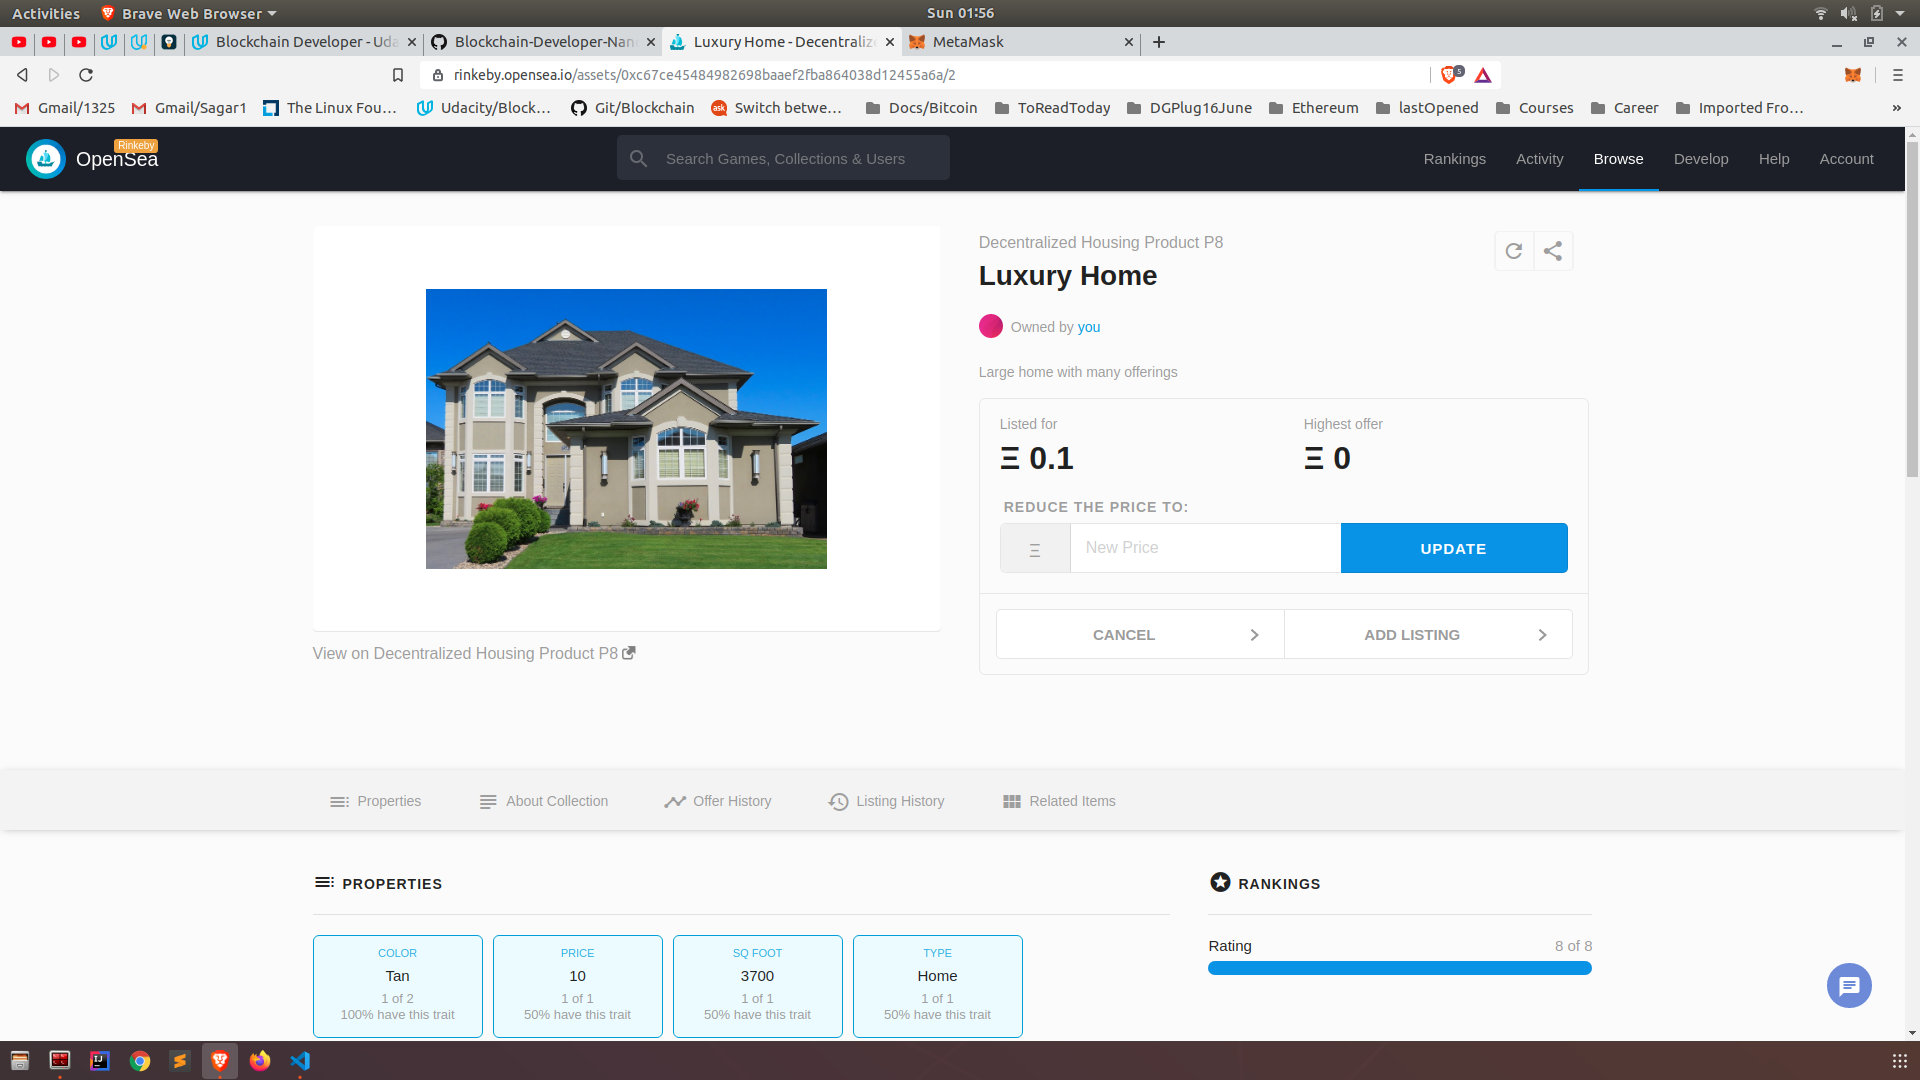 Activities
Brave Web Browser
Sun 01:56
Blockchain Developer - Uda
Blockchain-Developer-Nan
Luxury Home - Decentralize
MetaMask
rinkeby.opensea.io/assets/0xc67ce45484982698baaef2fba864038d12455a6a/2
5
Gmail/1325
Gmail/Sagar1
The Linux Fou…
Udacity/Block…
Git/Blockchain
ask
Switch betwe…
Docs/Bitcoin
ToReadToday
DGPlug16June
Ethereum
lastOpened
Courses
Career
Imported Fro…
»
Rinkeby
OpenSea
Search Games, Collections & Users
Rankings
Activity
Browse
Develop
Help
Account
Decentralized Housing Product P8
Luxury Home
Owned by you
Large home with many offerings
Listed for
Highest offer
Ξ 0.1
Ξ 0
REDUCE THE PRICE TO:
Ξ
New Price
UPDATE
CANCEL
ADD LISTING
View on Decentralized Housing Product P8
Properties
About Collection
Offer History
Listing History
Related Items
PROPERTIES
RANKINGS
COLOR
Tan
1 of 2
100% have this trait
PRICE
10
1 of 1
50% have this trait
SQ FOOT
3700
1 of 1
50% have this trait
TYPE
Home
1 of 1
50% have this trait
Rating
8 of 8